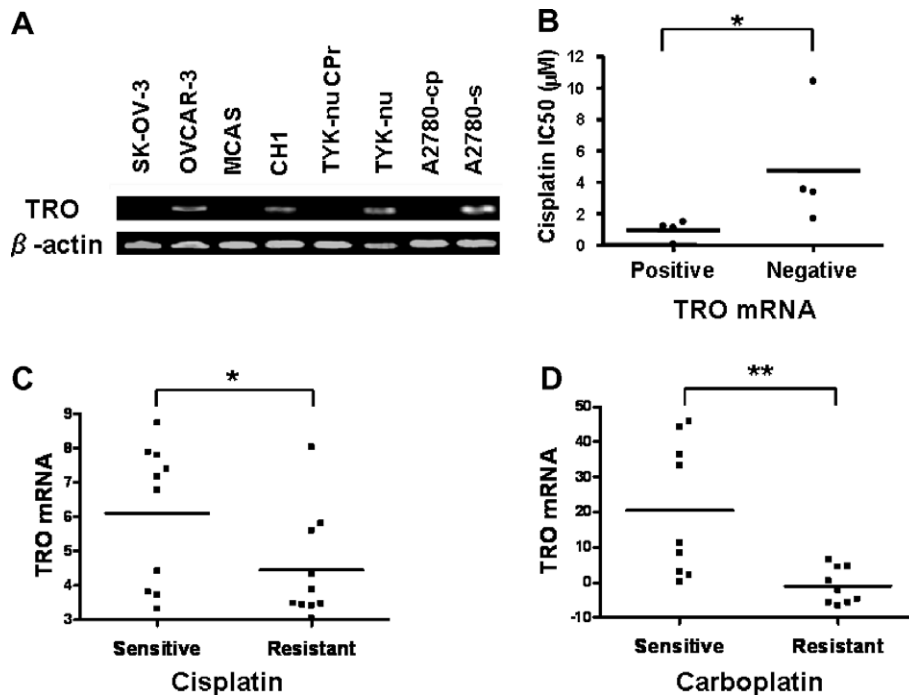 A
SK-OV-3
OVCAR-3
MCAS
CH1
TYK-nu CPr
TYK-nu
A2780-cp
A2780-s
TRO
β-actin
B
*
Cisplatin IC50 (μM)
12
10
8
6
4
2
0
Positive Negative
TRO mRNA
C
*
TRO mRNA
9
8
7
6
5
4
3
Sensitive Resistant
Cisplatin
D
**
TRO mRNA
50
40
30
20
10
0
-10
Sensitive Resistant
Carboplatin